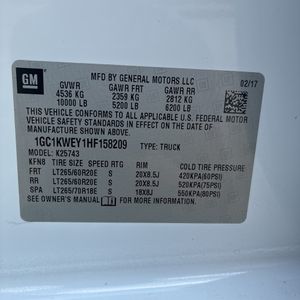 GM
MFD BY GENERAL MOTORS LLC
02/17
GVWR GAWR FRT GAWR RR
4536 KG 2359 KG 2812 KG
10000 LB 5200 LB 6200 LB
THIS VEHICLE CONFORMS TO ALL APPLICABLE U.S. FEDERAL MOTOR
VEHICLE SAFETY STANDARDS IN EFFECT ON THE DATE OF
MANUFACTURE SHOWN ABOVE.
1GC1KWEY1HF158209 TYPE: TRUCK
MODEL: K25743
KFN8 TIRE SIZE SPEED RTG RIM COLD TIRE PRESSURE
FRT LT265/60R20E S 20X8.5J 420KPA(60PSI)
RR LT265/60R20E S 20X8.5J 520KPA(75PSI)
SPA LT265/70R18E S 18X8J 550KPA(80PSI)
SEE OWNER'S MANUAL FOR MORE INFORMATION.